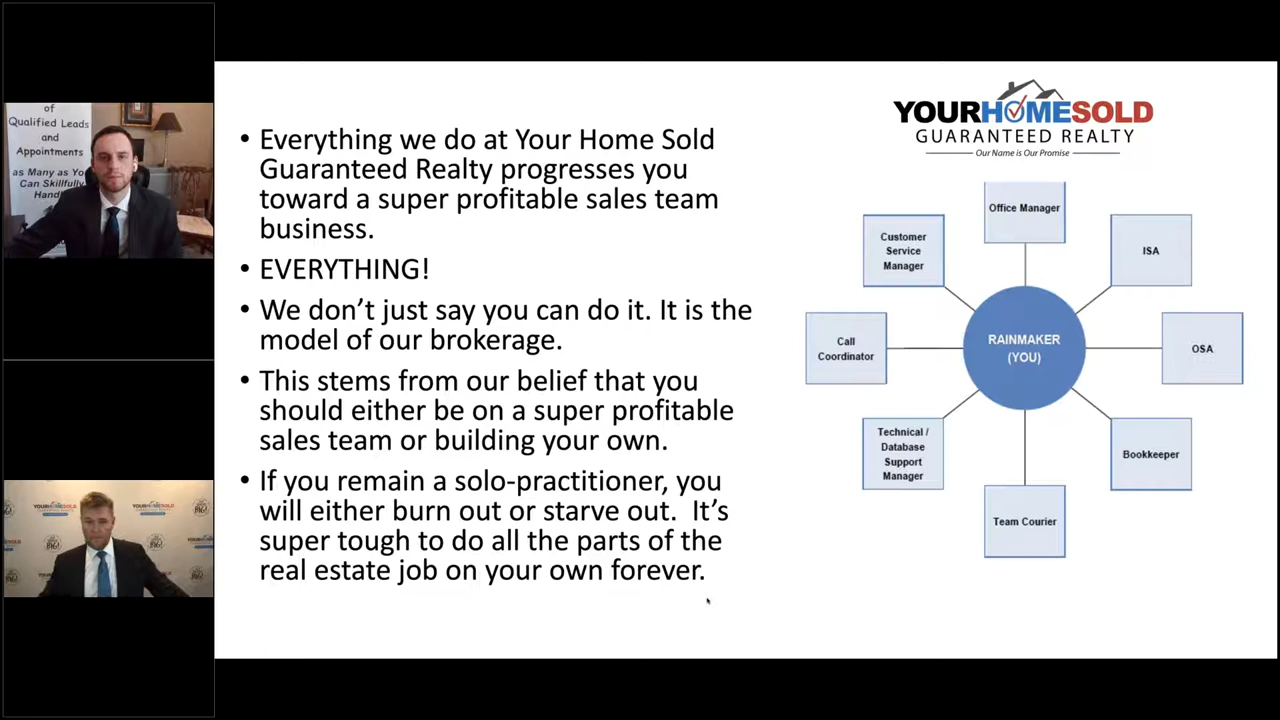 of
Qualified Leads
and
Appointments
as Many as You
Can Skillfully
• Everything we do at Your Home Sold
Guaranteed Realty progresses you
toward a super profitable sales team
business.
• EVERYTHING!
• We don’t just say you can do it. It is the
model of our brokerage.
• This stems from our belief that you
should either be on a super profitable
sales team or building your own.
• If you remain a solo-practitioner, you
will either burn out or starve out.  It’s
super tough to do all the parts of the
real estate job on your own forever.
YOURHOMESOLD
GUARANTEED REALTY
Our Name is Our Promise
Office Manager
Customer
Service
Manager
ISA
Call
Coordinator
RAINMAKER
(YOU)
OSA
Technical /
Database
Support
Manager
Bookkeeper
Team Courier
YOURHOMESOLD